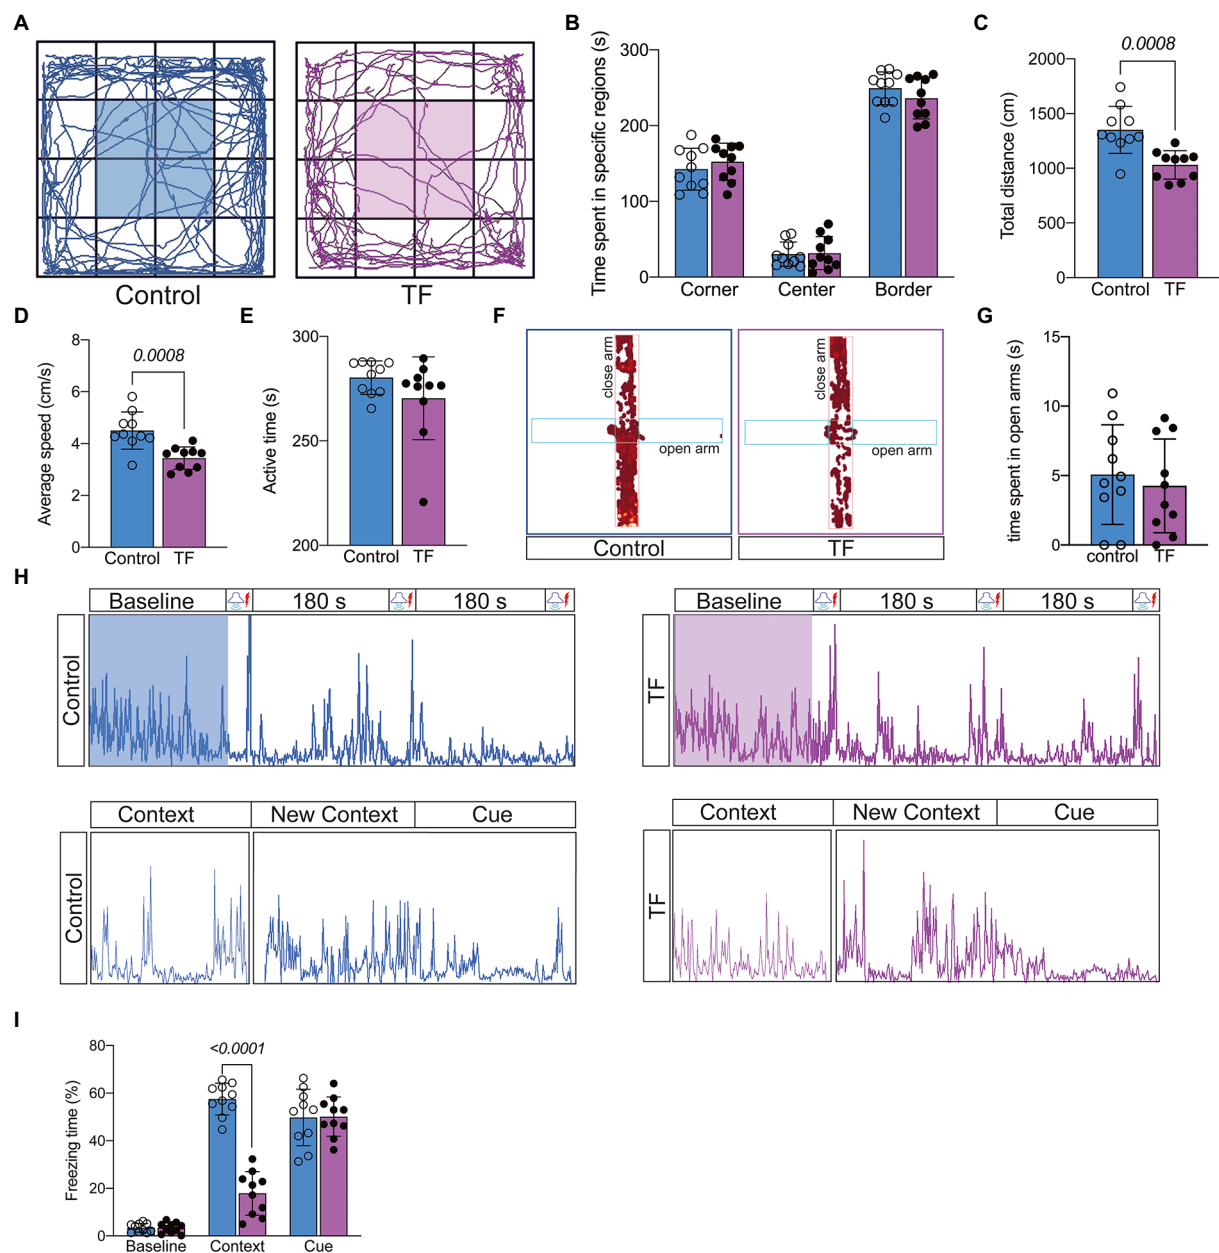 A
Control
TF
B
Time spent in specific regions (s)
300
200
100
0
Corner
Center
Border
C
0.0008
Total distance (cm)
2000
1500
1000
500
0
Control
TF
D
0.0008
Average speed (cm/s)
8
6
4
2
0
Control
TF
E
Active time (s)
300
250
200
Control
TF
F
close arm
open arm
Control
close arm
open arm
TF
G
time spent in open arms (s)
15
10
5
0
control
TF
H
Baseline
180 s
180 s
Control
Baseline
180 s
180 s
TF
Context
New Context
Cue
Control
Context
New Context
Cue
TF
I
<0.0001
Freezing time (%)
80
60
40
20
0
Baseline
Context
Cue